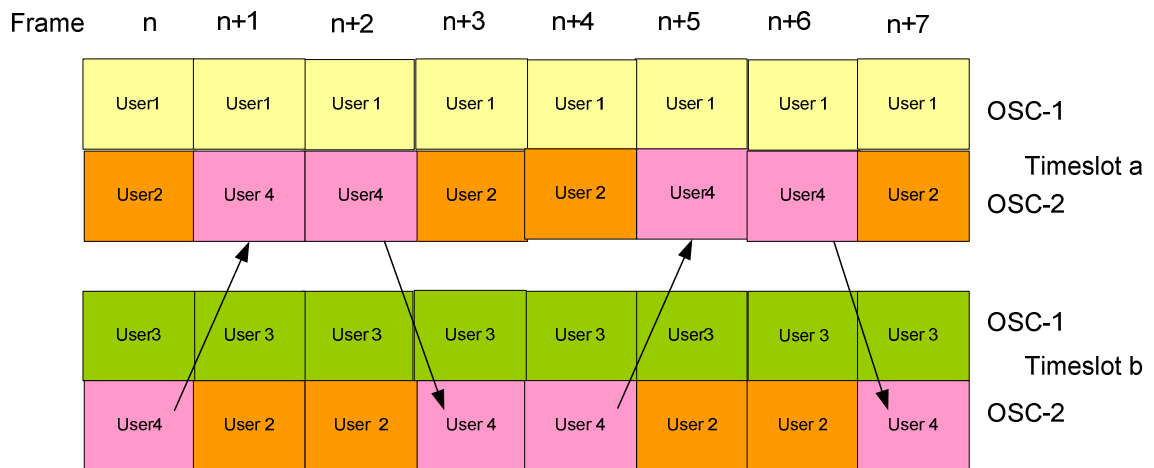 Frame n n+1 n+2 n+3 n+4 n+5 n+6 n+7
User1 User1 User 1 User 1 User 1 User 1 User 1 User 1 OSC-1
Timeslot a
User2 User 4 User4 User 2 User 2 User4 User4 User 2 OSC-2
User3 User 3 User 3 User 3 User 3 User3 User 3 User 3 OSC-1
Timeslot b
User4 User 2 User 2 User 4 User 4 User 2 User 2 User 4 OSC-2